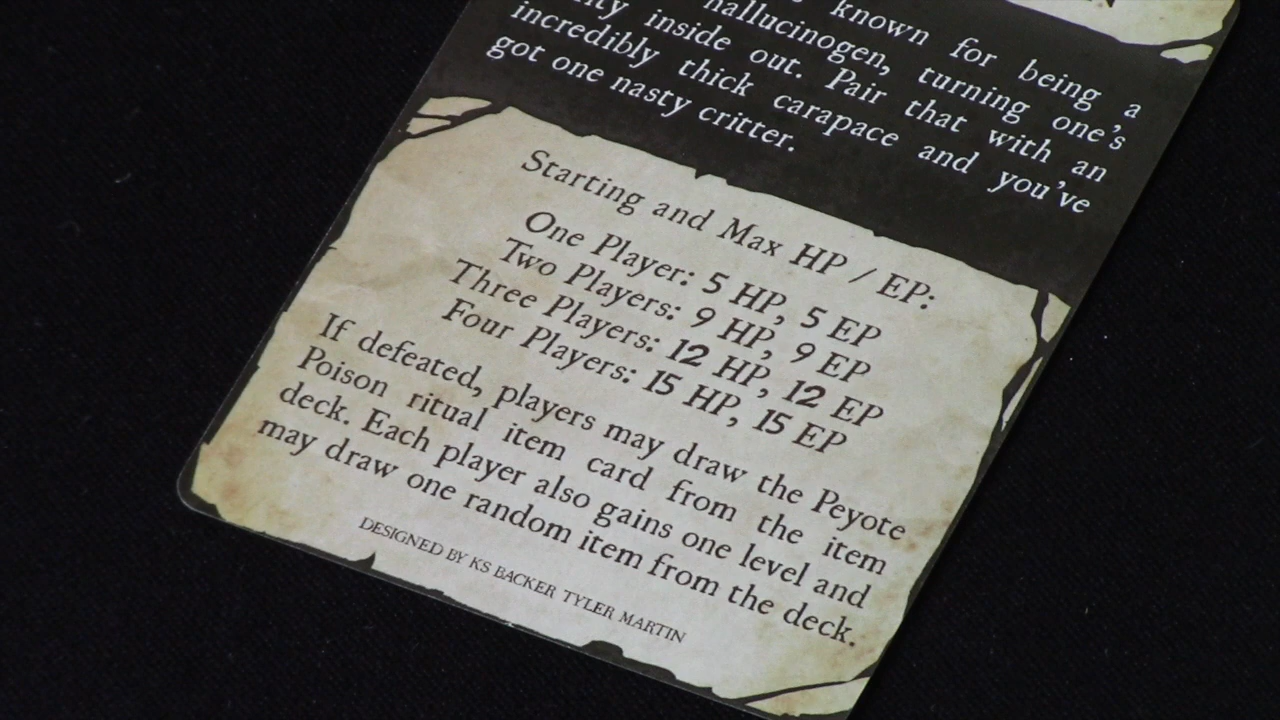 known for being a
hallucinogen, turning one's
inside out. Pair that with an
incredibly thick carapace and you've
got one nasty critter.
Starting and Max HP / EP:
One Player: 5 HP, 5 EP
Two Players: 9 HP, 9 EP
Three Players: 12 HP, 12 EP
Four Players: 15 HP, 15 EP
If defeated, players may draw the Peyote
Poison ritual item card from the item
deck. Each player also gains one level and
may draw one random item from the deck.
DESIGNED BY KS BACKER TYLER MARTIN